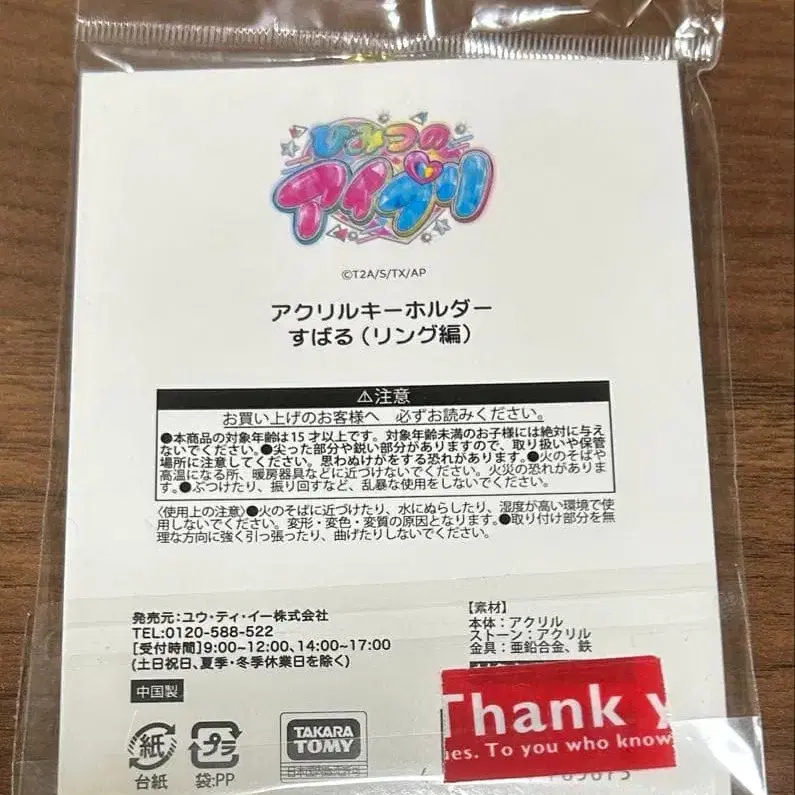 ひみつの
アイプリ
©T2A/S/TX/AP
アクリルキーホルダー
すばる（リング編）
⚠注意
お買い上げのお客様へ 必ずお読みください。
●本商品の対象年齢は15才以上です。対象年齢未満のお子様には絶対に与え
ないでください。●尖った部分や鋭い部分がありますので、取り扱いや保管
場所に注意してください。思わぬけがをする恐れがあります。●火のそばや
高温になる所、暖房器具などに近づけないでください。火災の恐れがありま
す。●ぶつけたり、振り回すなど、乱暴な使用をしないでください。
〈使用上の注意〉●火のそばに近づけたり、水にぬらしたり、湿度が高い環境で使
用しないでください。変形・変色・変質の原因となります。●取り付け部分を無
理な方向に強く引っ張ったり、曲げたりしないでください。
発売元：ユウ・ティ・イー株式会社
TEL:0120-588-522
[受付時間]9:00~12:00、14:00~17:00
(土日祝日、夏季・冬季休業日を除く)
中国製
紙
台紙
プラ
袋:PP
TAKARA
TOMY
【素材】
本体：アクリル
ストーン：アクリル
金具：亜鉛合金、鉄
Thank y
es. To you who know